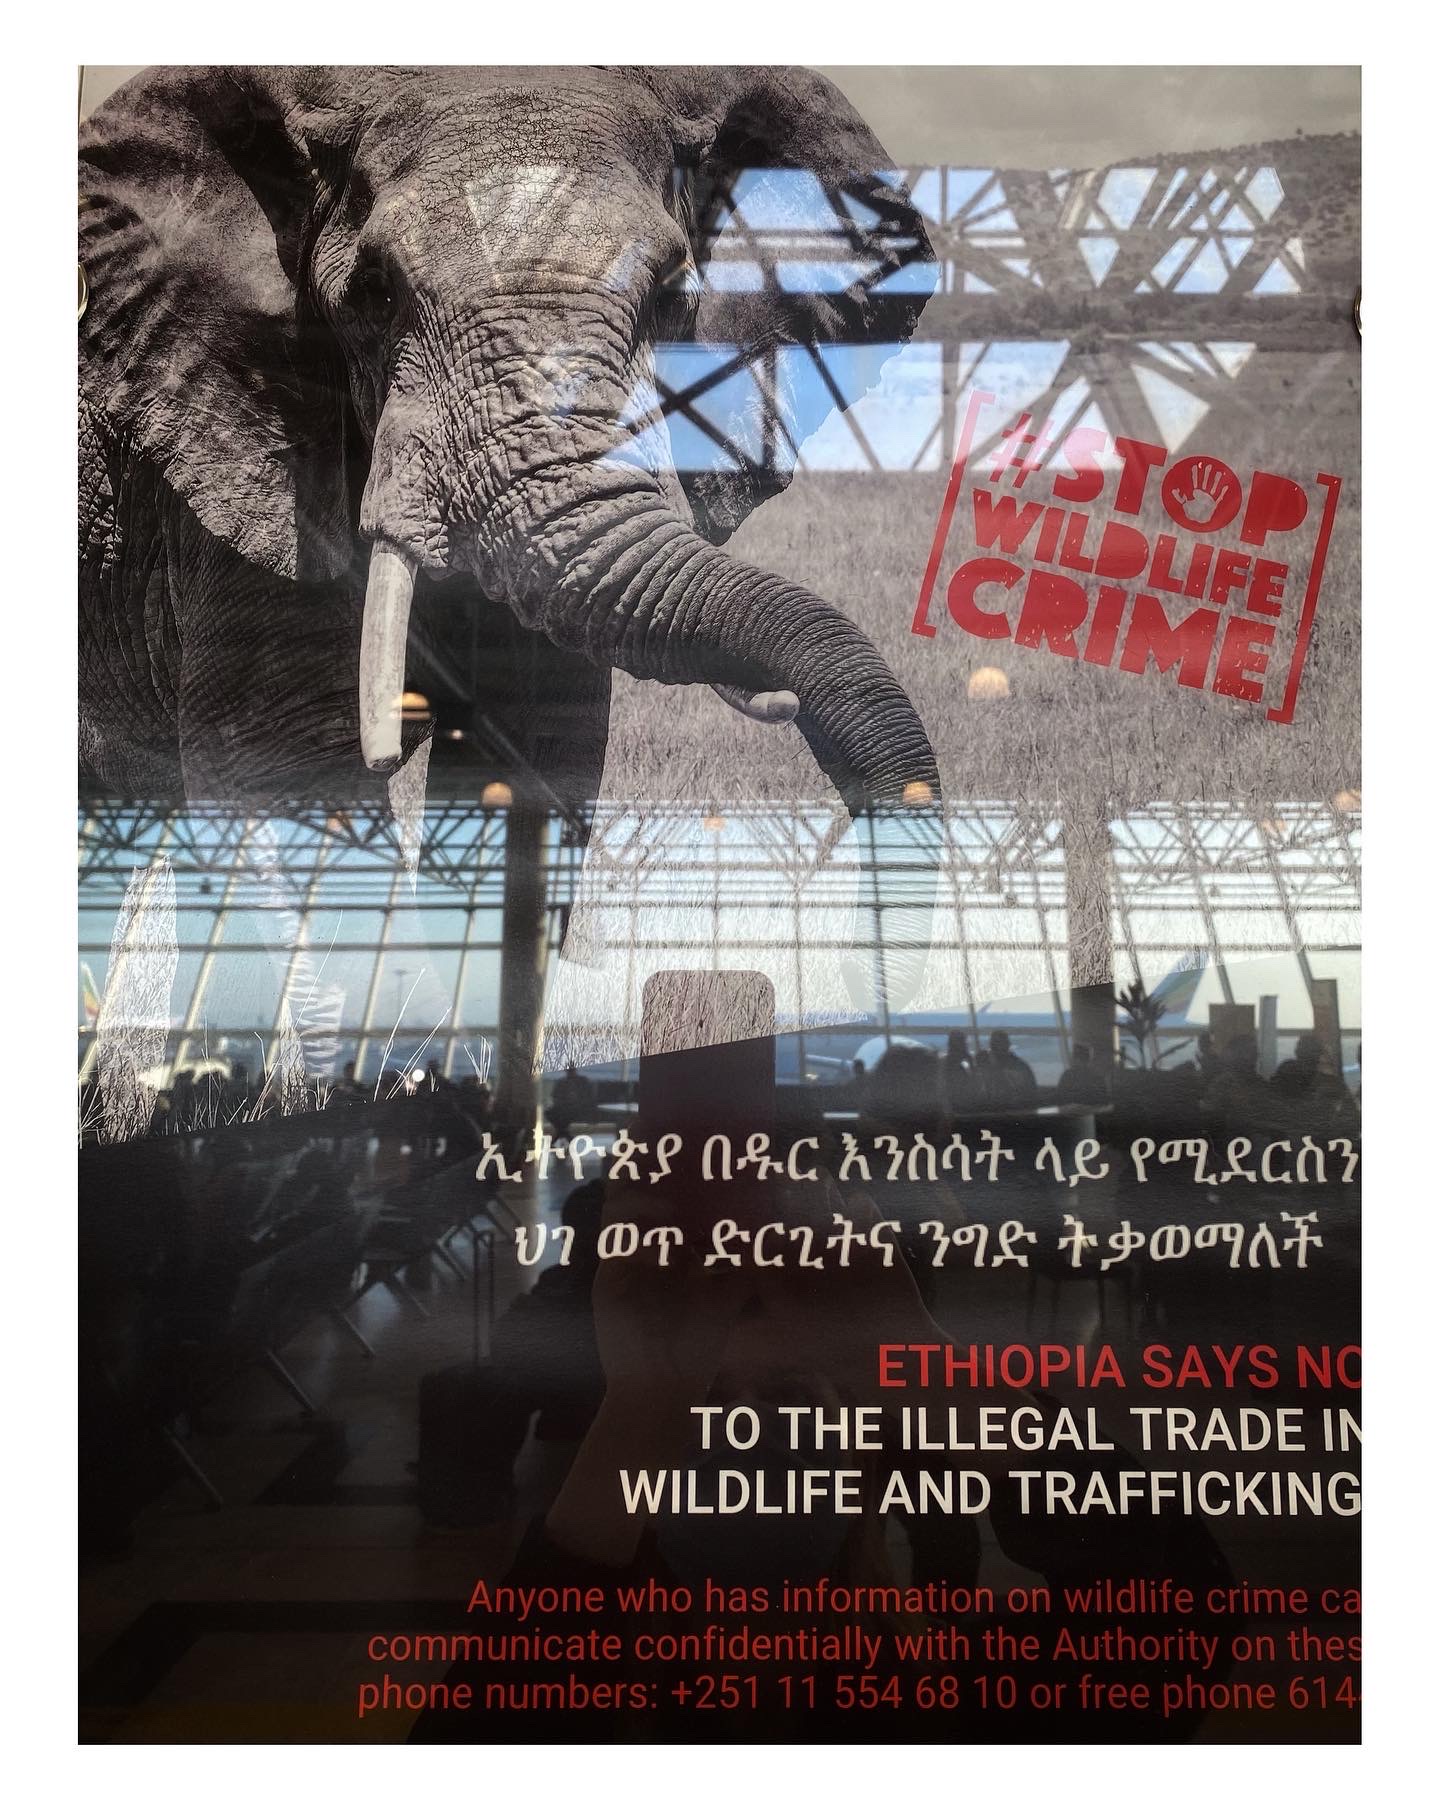 #STOP
WILDLIFE
CRIME
ኢትዮጵያ በዱር እንስሳት ላይ የሚደርስን
ህገ ወጥ ድርጊትና ንግድ ትቃወማለች
ETHIOPIA SAYS NO
TO THE ILLEGAL TRADE IN
WILDLIFE AND TRAFFICKING
Anyone who has information on wildlife crime ca
communicate confidentially with the Authority on thes
phone numbers: +251 11 554 68 10 or free phone 614